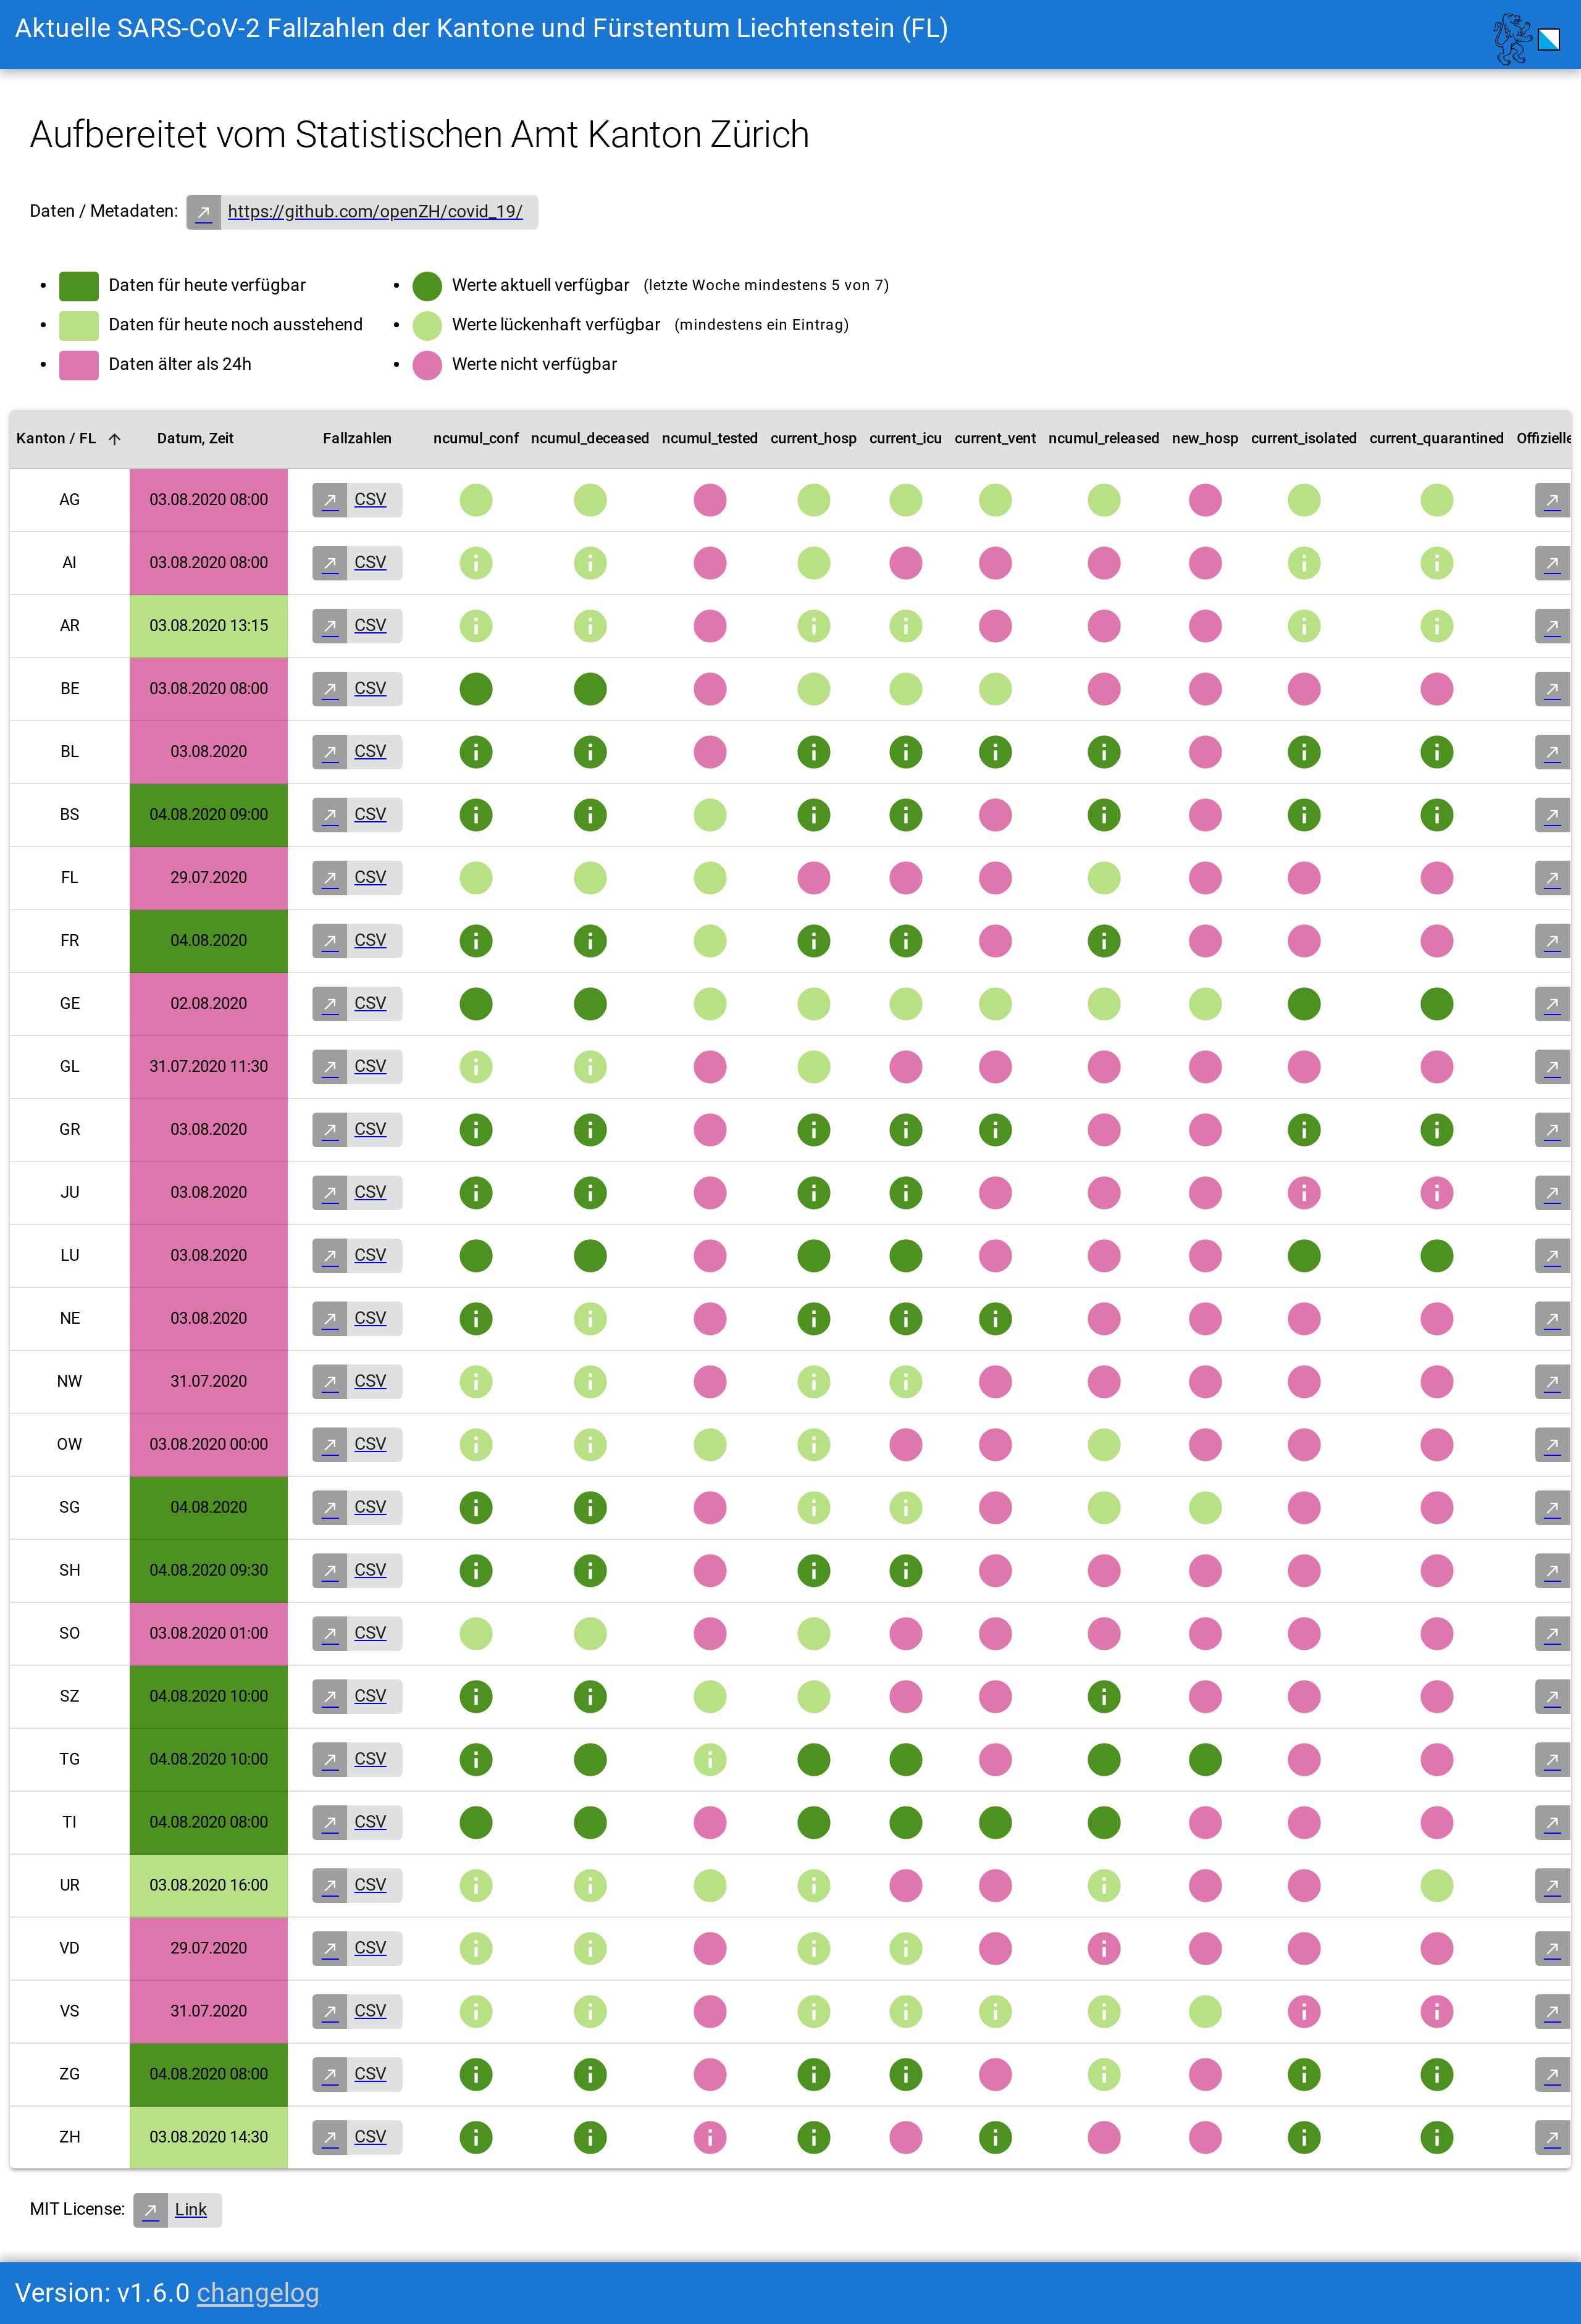 Aktuelle SARS-CoV-2 Fallzahlen der Kantone und Fürstentum Liechtenstein (FL)
Aufbereitet vom Statistischen Amt Kanton Zürich
Daten / Metadaten: https://github.com/openZH/covid_19/
Daten für heute verfügbar
Daten für heute noch ausstehend
Daten älter als 24h
Werte aktuell verfügbar (letzte Woche mindestens 5 von 7)
Werte lückenhaft verfügbar (mindestens ein Eintrag)
Werte nicht verfügbar
Kanton / FL Datum, Zeit Fallzahlen ncumul_conf ncumul_deceased ncumul_tested current_hosp current_icu current_vent ncumul_released new_hosp current_isolated current_quarantined Offizielle
AG 03.08.2020 08:00 CSV
AI 03.08.2020 08:00 CSV
AR 03.08.2020 13:15 CSV
BE 03.08.2020 08:00 CSV
BL 03.08.2020 CSV
BS 04.08.2020 09:00 CSV
FL 29.07.2020 CSV
FR 04.08.2020 CSV
GE 02.08.2020 CSV
GL 31.07.2020 11:30 CSV
GR 03.08.2020 CSV
JU 03.08.2020 CSV
LU 03.08.2020 CSV
NE 03.08.2020 CSV
NW 31.07.2020 CSV
OW 03.08.2020 00:00 CSV
SG 04.08.2020 CSV
SH 04.08.2020 09:30 CSV
SO 03.08.2020 01:00 CSV
SZ 04.08.2020 10:00 CSV
TG 04.08.2020 10:00 CSV
TI 04.08.2020 08:00 CSV
UR 03.08.2020 16:00 CSV
VD 29.07.2020 CSV
VS 31.07.2020 CSV
ZG 04.08.2020 08:00 CSV
ZH 03.08.2020 14:30 CSV
MIT License: Link
Version: v1.6.0 changelog